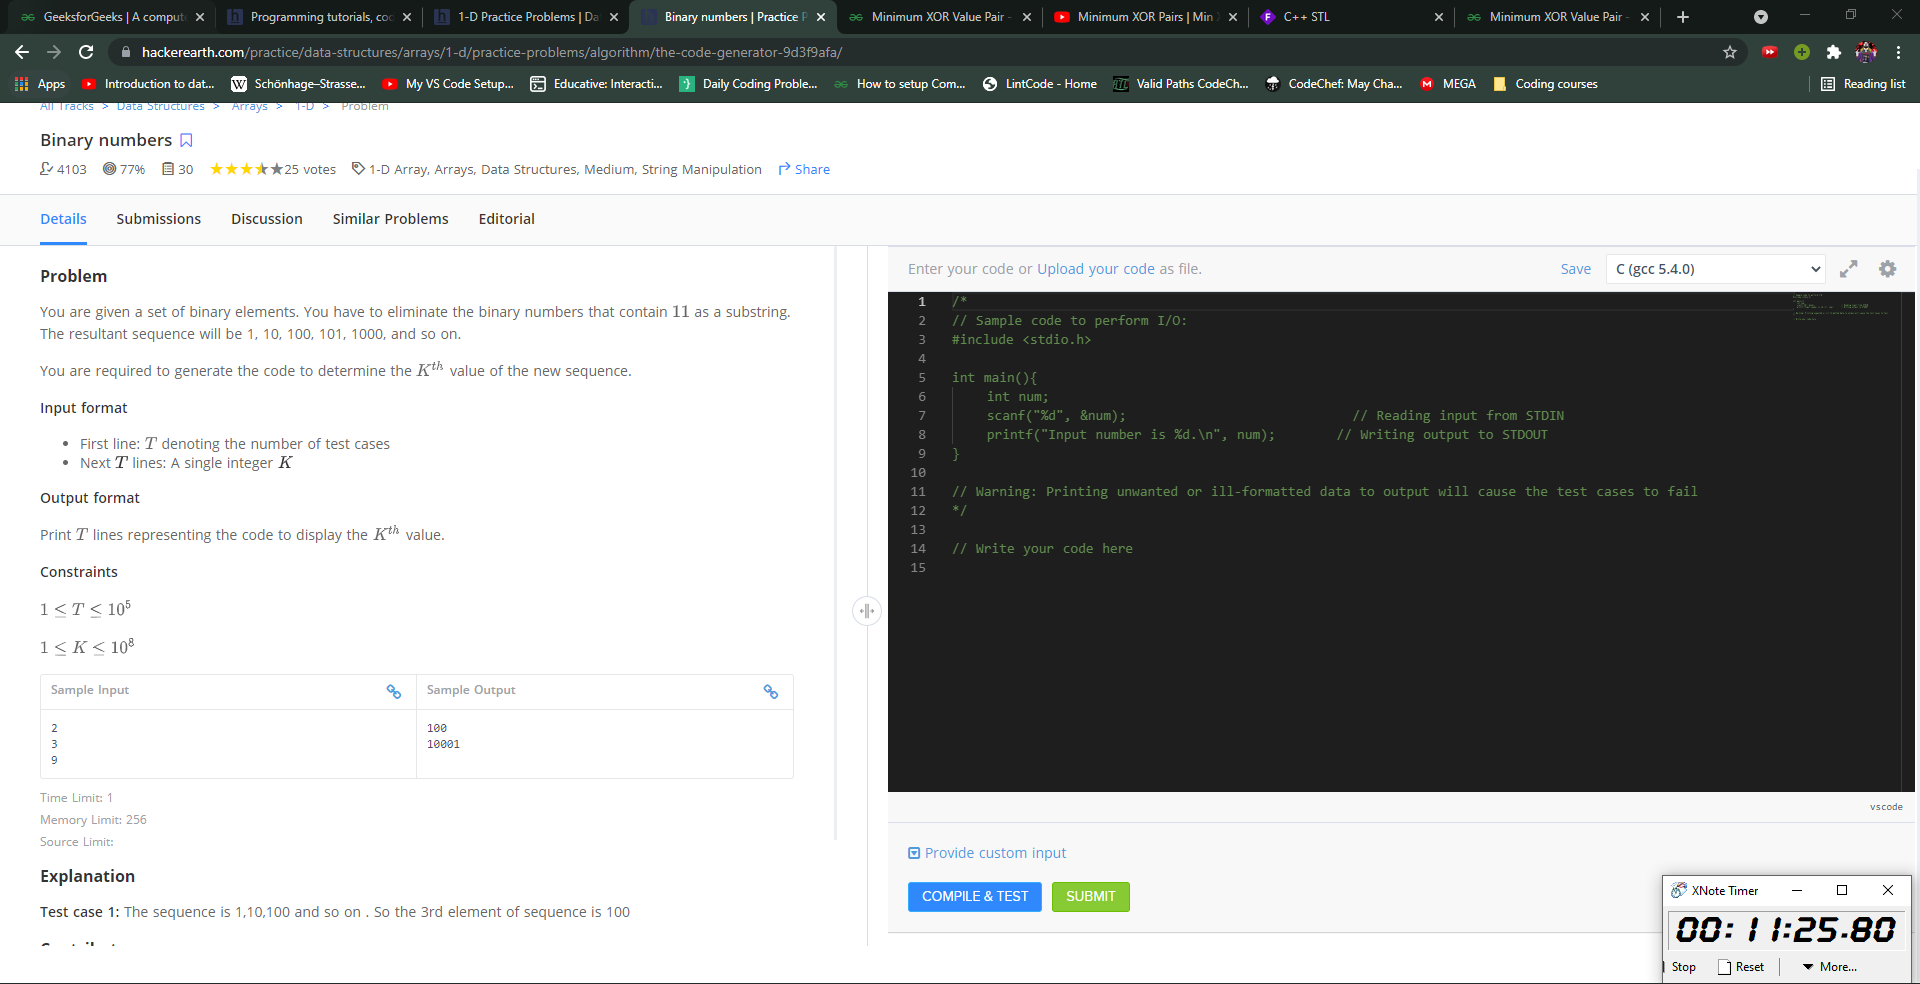 GeeksforGeeks | A comput
Programming tutorials, coc
1-D Practice Problems | Da
Binary numbers | Practice P
Minimum XOR Value Pair -
Minimum XOR Pairs | Min
C++ STL
Minimum XOR Value Pair -
hackerearth.com/practice/data-structures/arrays/1-d/practice-problems/algorithm/the-code-generator-9d3f9afa/
Apps
Introduction to dat...
Schönhage–Strasse...
My VS Code Setup...
Educative: Interacti...
Daily Coding Proble...
How to setup Com...
LintCode - Home
Valid Paths CodeCh...
CodeChef: May Cha...
MEGA
Coding courses
Reading list
All Tracks > Data Structures > Arrays > 1-D > Problem
Binary numbers
4103 77% 30 25 votes 1-D Array, Arrays, Data Structures, Medium, String Manipulation Share
Details Submissions Discussion Similar Problems Editorial
Problem
You are given a set of binary elements. You have to eliminate the binary numbers that contain 11 as a substring.
The resultant sequence will be 1, 10, 100, 101, 1000, and so on.
You are required to generate the code to determine the K^th value of the new sequence.
Input format
• First line: T denoting the number of test cases
• Next T lines: A single integer K
Output format
Print T lines representing the code to display the K^th value.
Constraints
1 ≤ T ≤ 10^5
1 ≤ K ≤ 10^8
Sample Input
2
3
9
Sample Output
100
10001
Time Limit: 1
Memory Limit: 256
Source Limit:
Explanation
Test case 1: The sequence is 1,10,100 and so on . So the 3rd element of sequence is 100
Enter your code or Upload your code as file.
Save
C (gcc 5.4.0)
1 /*
2 // Sample code to perform I/O:
3 #include <stdio.h>
4
5 int main(){
6 int num;
7 scanf("%d", &num); // Reading input from STDIN
8 printf("Input number is %d.\n", num); // Writing output to STDOUT
9 }
10
11 // Warning: Printing unwanted or ill-formatted data to output will cause the test cases to fail
12 */
13
14 // Write your code here
15
vscode
Provide custom input
COMPILE & TEST
SUBMIT
XNote Timer
00:11:25.80
Stop
Reset
More...